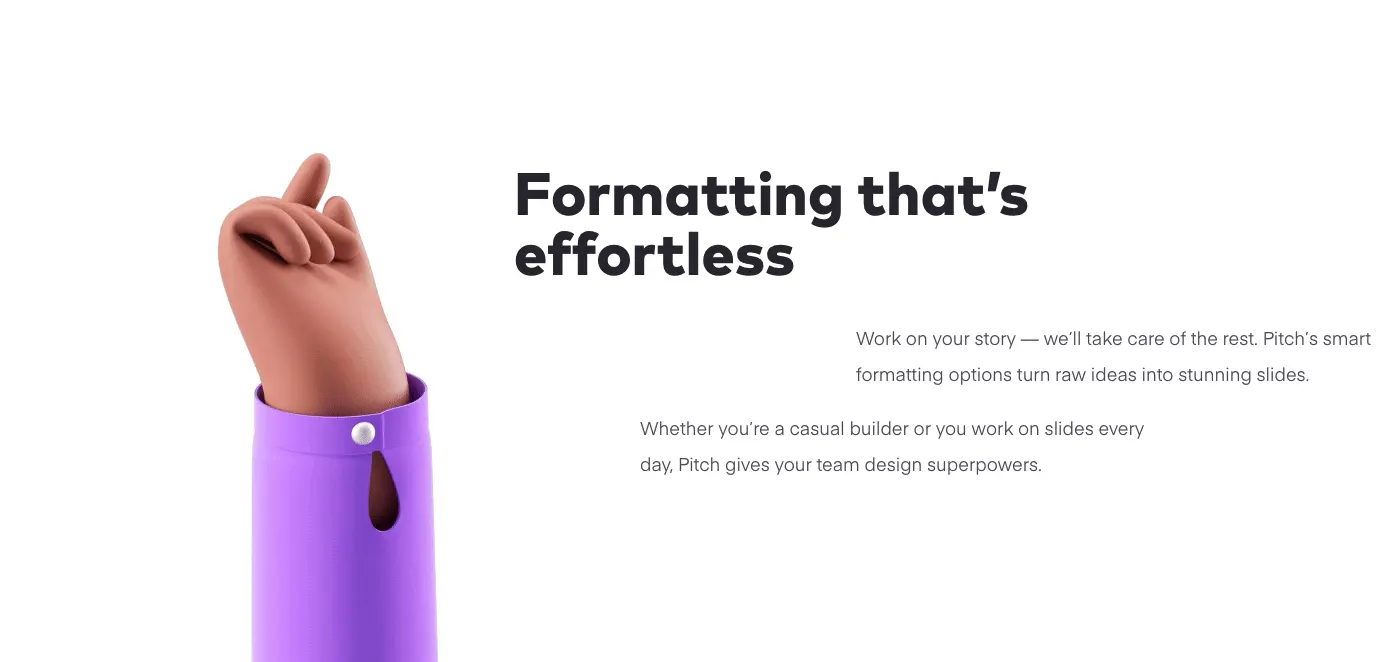 Formatting that’s
effortless
Work on your story — we’ll take care of the rest. Pitch’s smart
formatting options turn raw ideas into stunning slides.
Whether you’re a casual builder or you work on slides every
day, Pitch gives your team design superpowers.